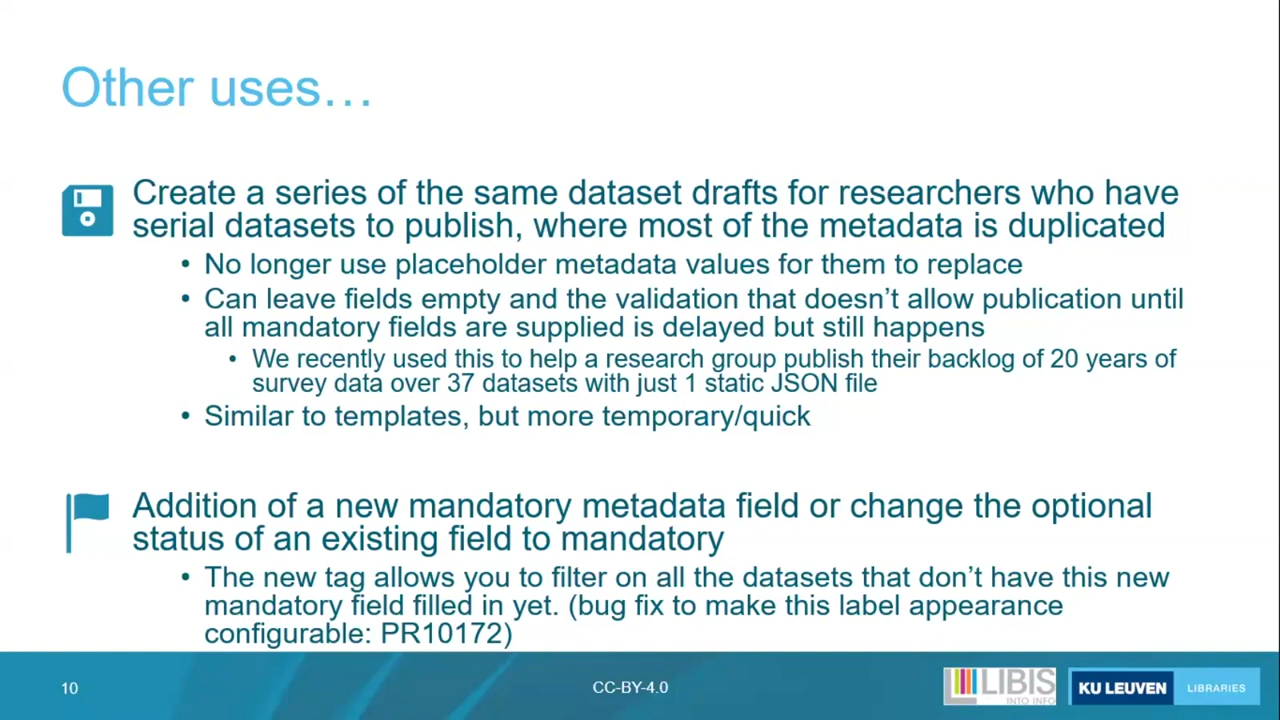 Other uses…
Create a series of the same dataset drafts for researchers who have
serial datasets to publish, where most of the metadata is duplicated
• No longer use placeholder metadata values for them to replace
• Can leave fields empty and the validation that doesn’t allow publication until
all mandatory fields are supplied is delayed but still happens
• We recently used this to help a research group publish their backlog of 20 years of
survey data over 37 datasets with just 1 static JSON file
• Similar to templates, but more temporary/quick
Addition of a new mandatory metadata field or change the optional
status of an existing field to mandatory
• The new tag allows you to filter on all the datasets that don’t have this new
mandatory field filled in yet. (bug fix to make this label appearance
configurable: PR10172)
10
CC-BY-4.0
LIBIS
INTO INFO
KU LEUVEN
LIBRARIES